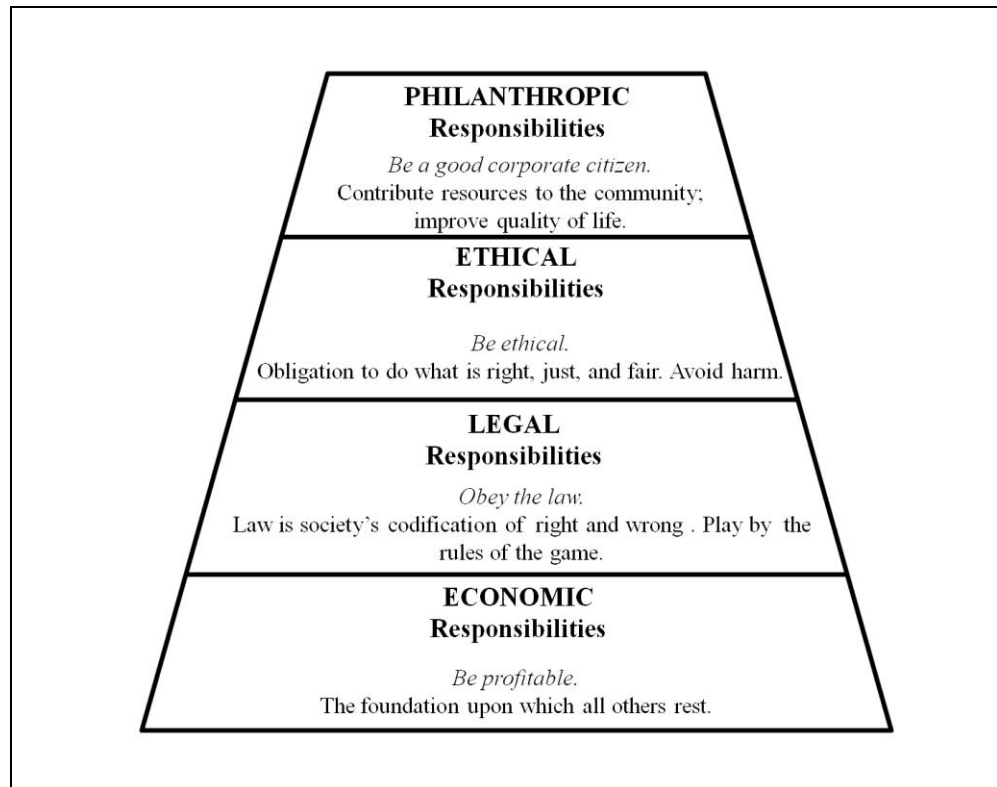 PHILANTHROPIC
Responsibilities
Be a good corporate citizen.
Contribute resources to the community;
improve quality of life.
ETHICAL
Responsibilities
Be ethical.
Obligation to do what is right, just, and fair. Avoid harm.
LEGAL
Responsibilities
Obey the law.
Law is society’s codification of right and wrong . Play by the
rules of the game.
ECONOMIC
Responsibilities
Be profitable.
The foundation upon which all others rest.